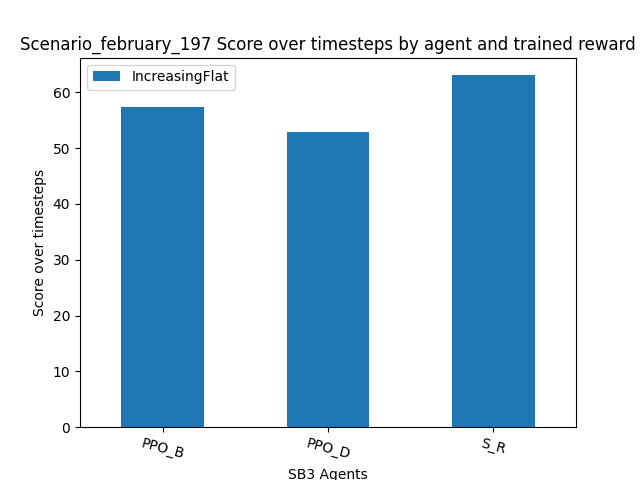 Scenario_february_197 Score over timesteps by agent and trained reward
IncreasingFlat
60
50
40
30
20
10
0
Score over timesteps
PPO_B
PPO_D
S_R
SB3 Agents